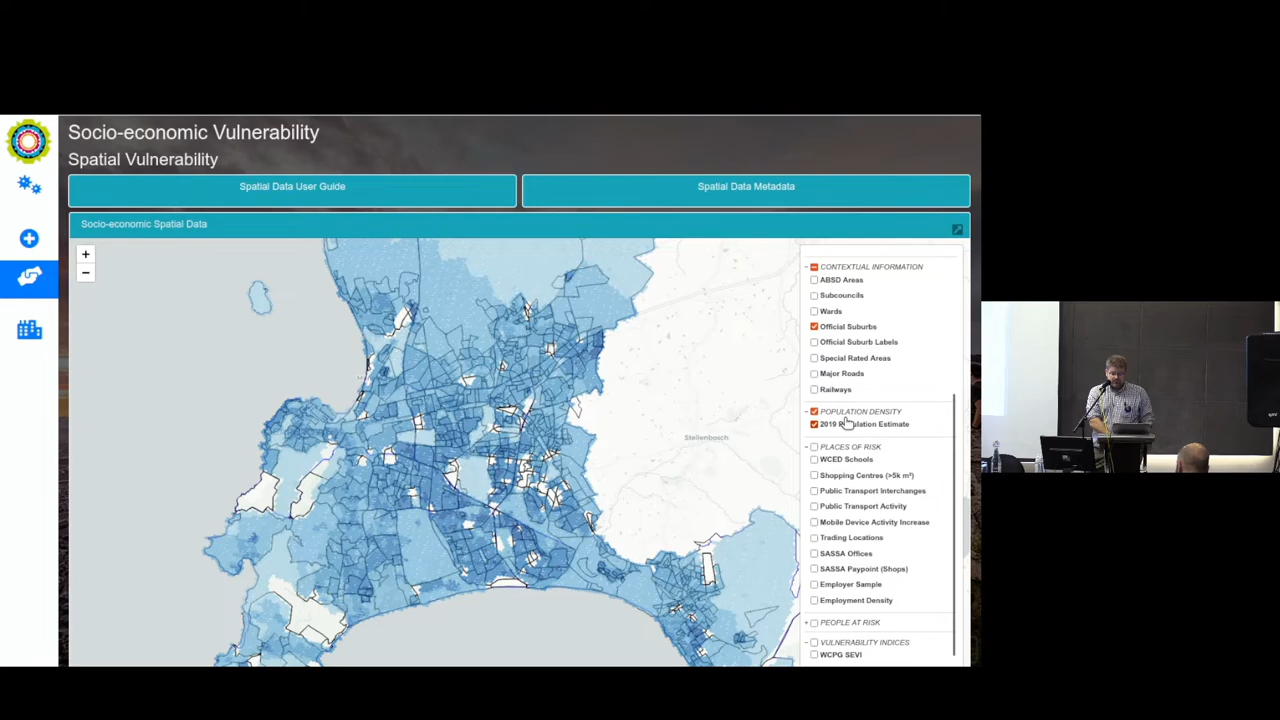 Socio-economic Vulnerability
Spatial Vulnerability
Spatial Data User Guide
Spatial Data Metadata
Socio-economic Spatial Data
+
−
Stellenbosch
CONTEXTUAL INFORMATION
ABSD Areas
Subcouncils
Wards
Official Suburbs
Official Suburb Labels
Special Rated Areas
Major Roads
Railways
POPULATION DENSITY
2019 Population Estimate
PLACES OF RISK
WCED Schools
Shopping Centres (>5k m²)
Public Transport Interchanges
Public Transport Activity
Mobile Device Activity Increase
Trading Locations
SASSA Offices
SASSA Paypoint (Shops)
Employer Sample
Employment Density
PEOPLE AT RISK
VULNERABILITY INDICES
WCPG SEVI